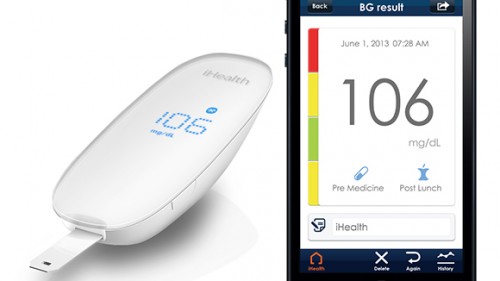 iHealth
106
mg/dL
Back
BG result
June 1, 2013 07:28 AM
106
mg/dL
Pre Medicine
Post Lunch
iHealth
iHealth
Delete
Again
History